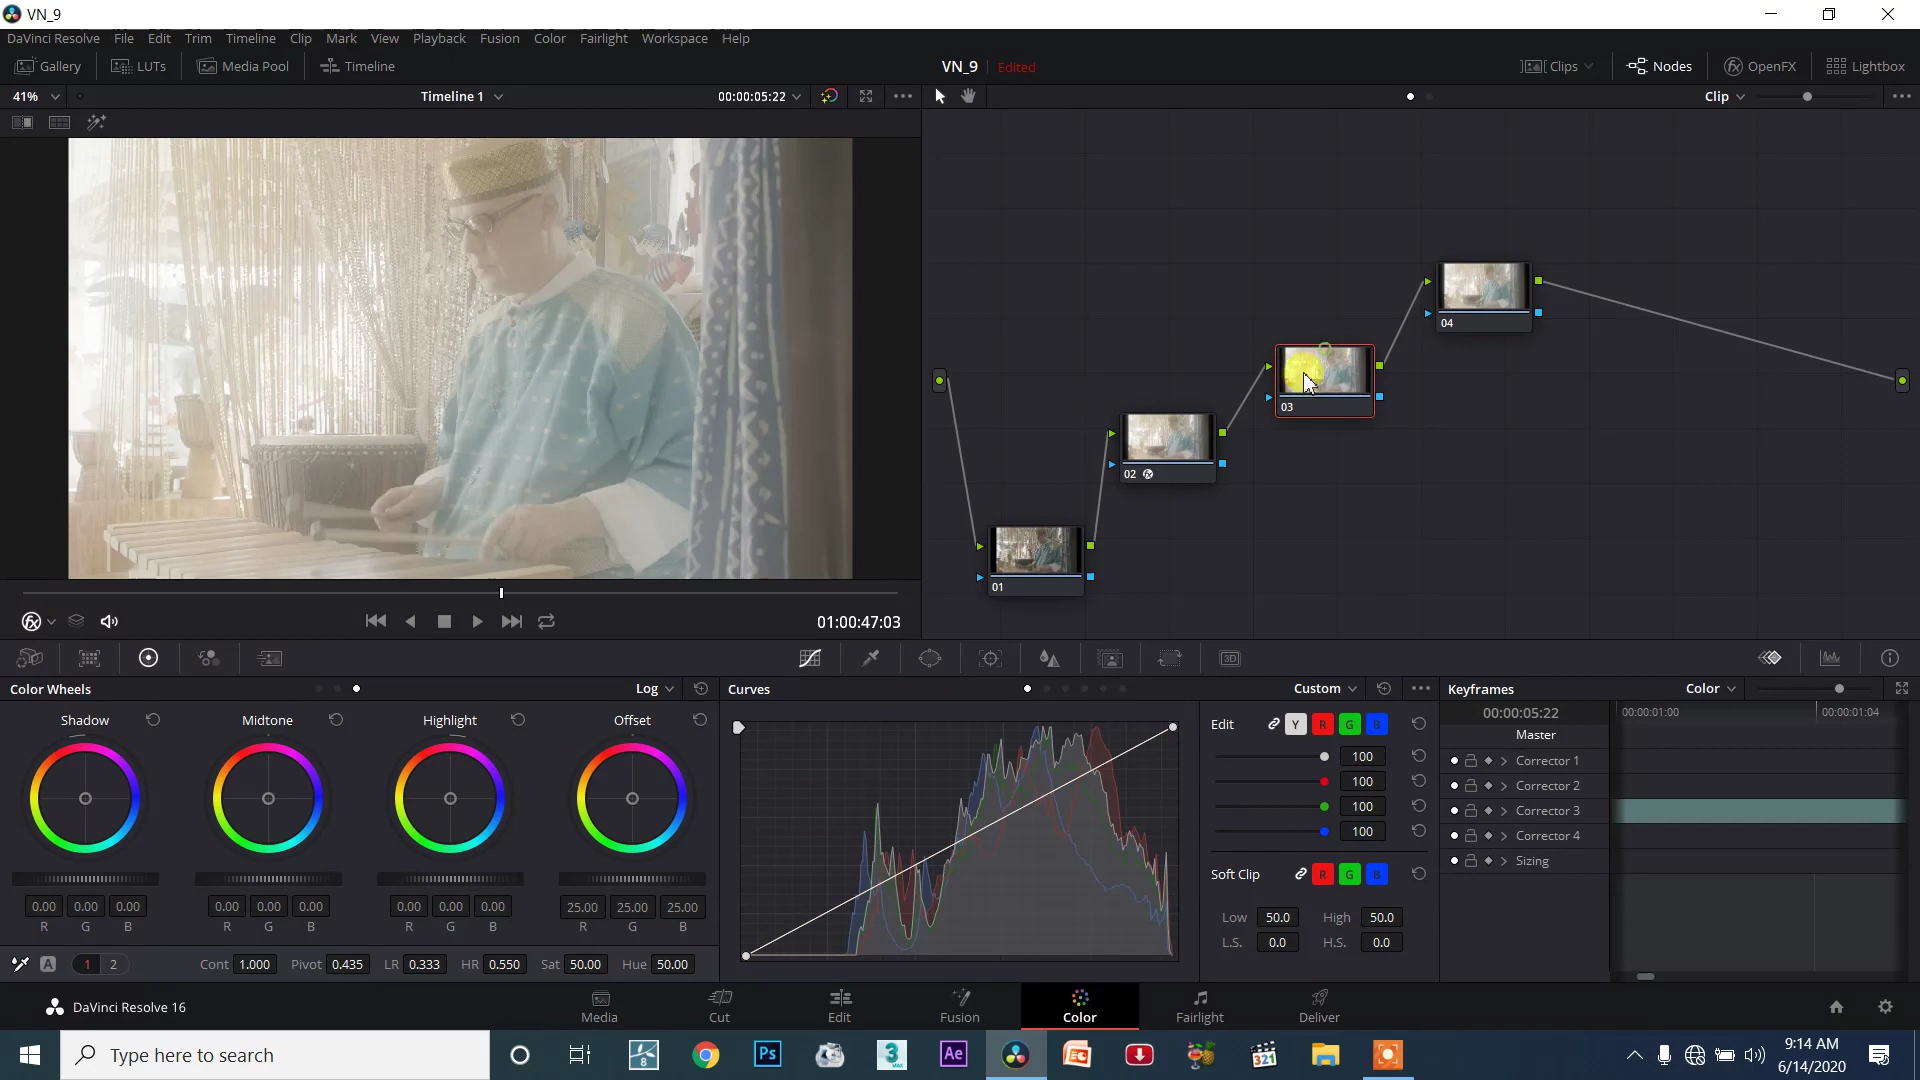 VN_9
DaVinci Resolve File Edit Trim Timeline Clip Mark View Playback Fusion Color Fairlight Workspace Help
Gallery LUTs Media Pool Timeline VN_9 Edited Clips Nodes OpenFX Lightbox
41% Timeline 1 00:00:05:22 Clip
04
03
02
01
01:00:47:03
3D
Color Wheels Log Curves Custom Keyframes Color
Shadow Midtone Highlight Offset Edit Y R G B 00:00:05:22 00:00:01:00 00:00:01:04
Master
100 Corrector 1
100 Corrector 2
100 Corrector 3
100 Corrector 4
Sizing
Soft Clip R G B
0.00 0.00 0.00 0.00 0.00 0.00 0.00 0.00 0.00 25.00 25.00 25.00 Low 50.0 High 50.0
R G B R G B R G B R G B L.S. 0.0 H.S. 0.0
A 1 2 Cont 1.000 Pivot 0.435 LR 0.333 HR 0.550 Sat 50.00 Hue 50.00
DaVinci Resolve 16 Media Cut Edit Fusion Color Fairlight Deliver
Type here to search 8 Ps 3 MAX Ae 321 9:14 AM
6/14/2020